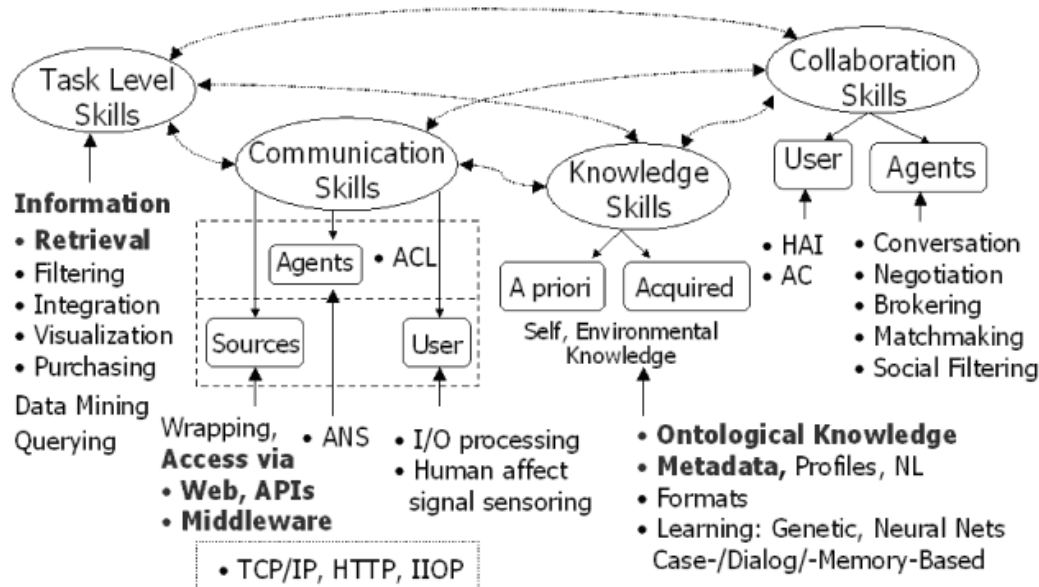 Task Level
Skills
Collaboration
Skills
Communication
Skills
Knowledge
Skills
User
Agents
Information
• Retrieval
• Filtering
• Integration
• Visualization
• Purchasing
Data Mining
Querying
Agents
• ACL
Sources
User
A priori
Acquired
Self, Environmental
Knowledge
• HAI
• AC
• Conversation
• Negotiation
• Brokering
• Matchmaking
• Social Filtering
Wrapping,
Access via
• Web, APIs
• Middleware
• ANS
• I/O processing
• Human affect
signal sensoring
• Ontological Knowledge
• Metadata, Profiles, NL
• Formats
• Learning: Genetic, Neural Nets
Case-/Dialog/-Memory-Based
• TCP/IP, HTTP, IIOP